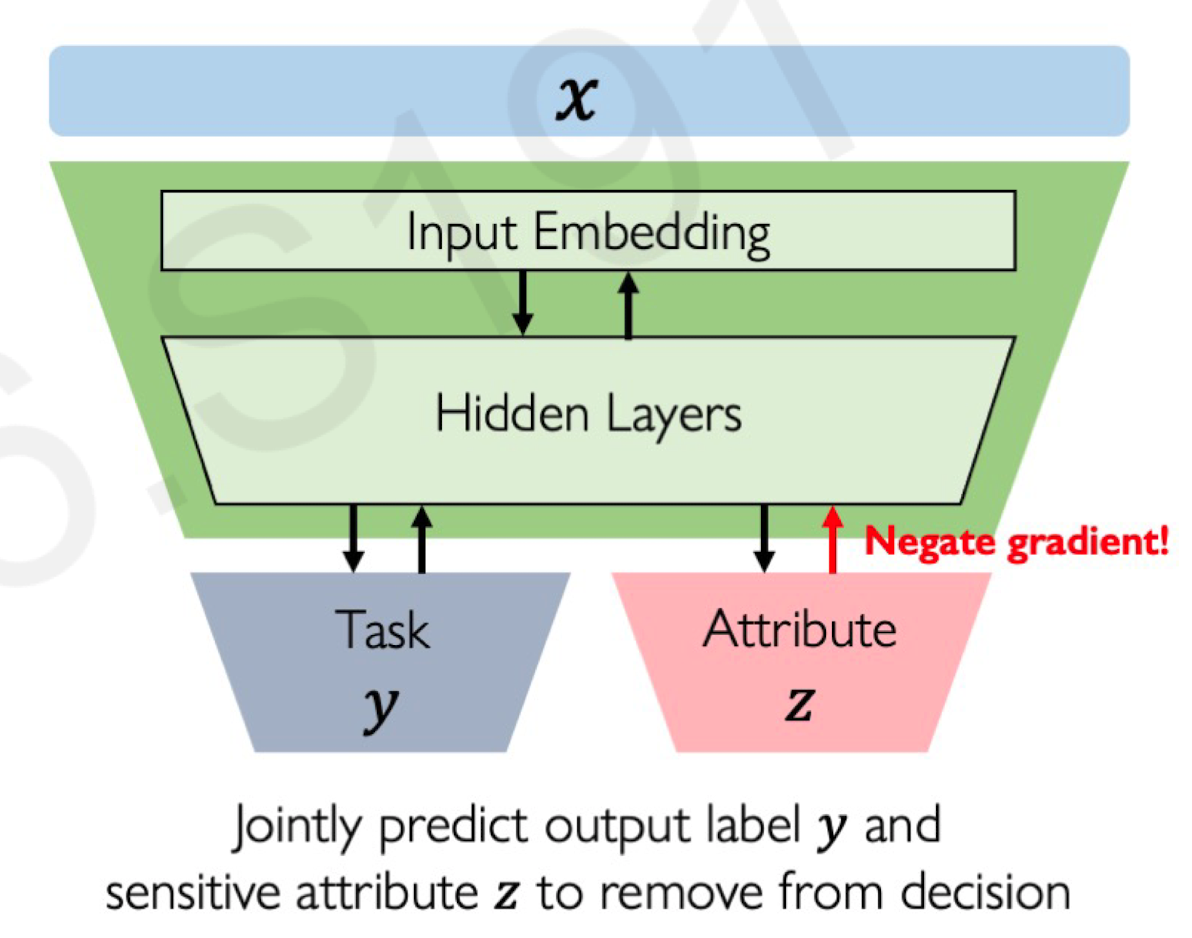 x
Input Embedding
Hidden Layers
Negate gradient!
Task
y
Attribute
z
Jointly predict output label y and
sensitive attribute z to remove from decision
6.S191